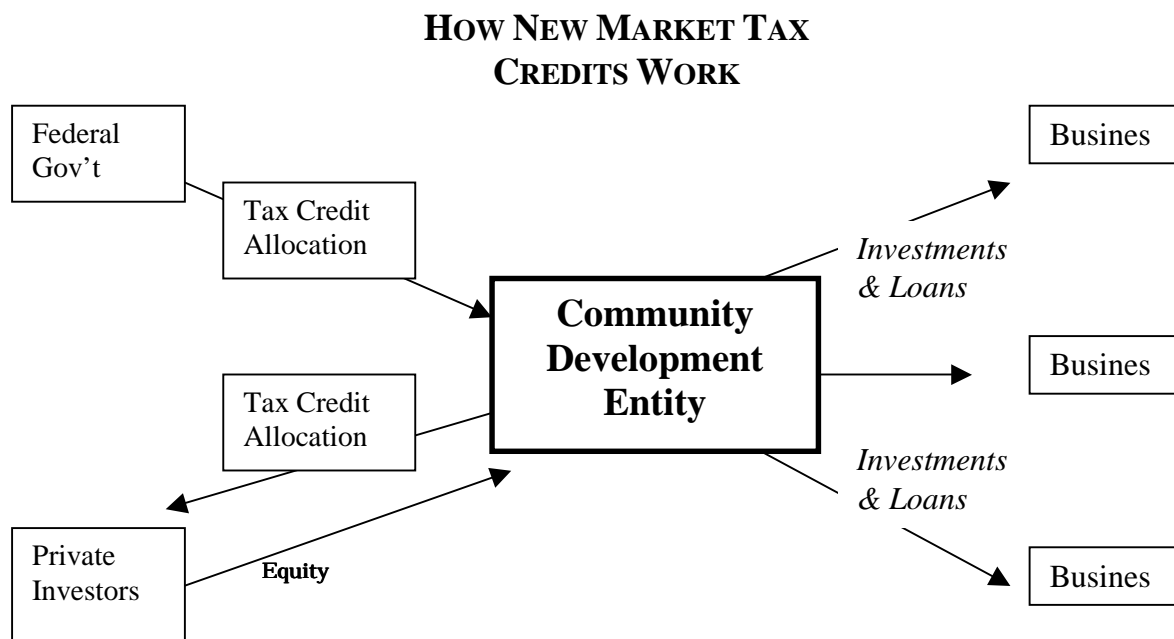 HOW NEW MARKET TAX
CREDITS WORK
Federal
Gov't
Tax Credit
Allocation
Community
Development
Entity
Tax Credit
Allocation
Private
Investors
Equity
Investments
& Loans
Investments
& Loans
Busines
Busines
Busines